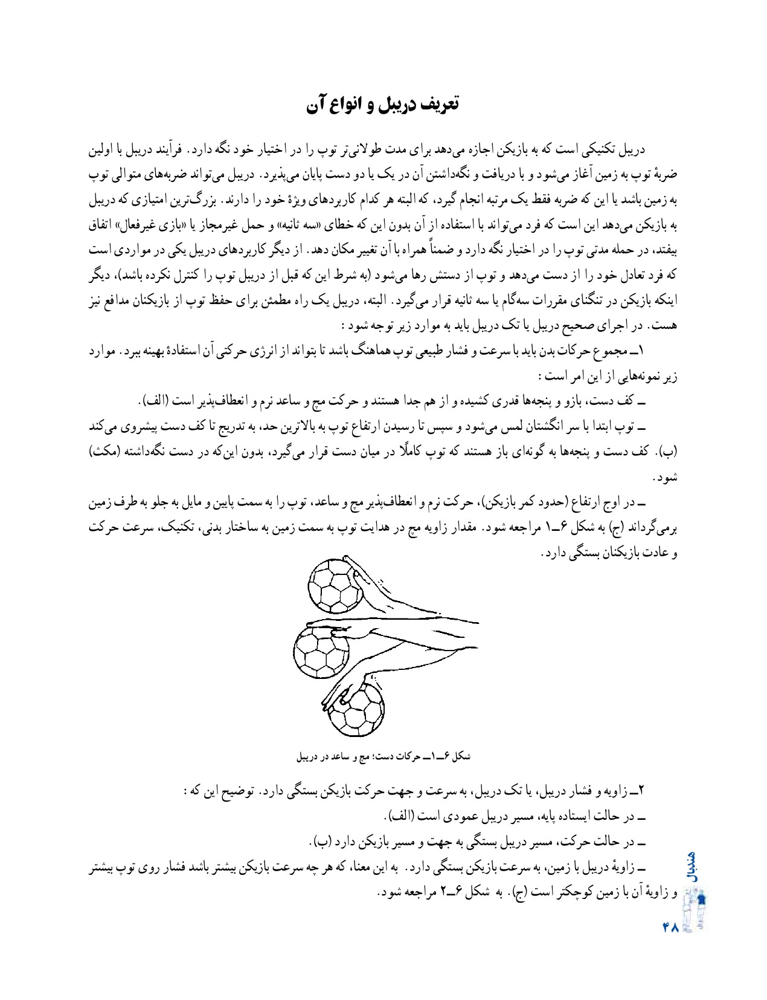 تعریف دریبل و انواع آن
دریبل تکنیکی است که به بازیکن اجازه می‌دهد برای مدت طولانی‌تر توپ را در اختیار خود نگه دارد. فرآیند دریبل با اولین
ضربهٔ توپ به زمین آغاز می‌شود و با دریافت و نگه‌داشتن آن در یک یا دو دست پایان می‌پذیرد. دریبل می‌تواند ضربه‌های متوالی توپ
به زمین باشد یا این که ضربه فقط یک مرتبه انجام گیرد، که البته هر کدام کاربردهای ویژهٔ خود را دارند. بزرگ‌ترین امتیازی که دریبل
به بازیکن می‌دهد این است که فرد می‌تواند با استفاده از آن بدون این که خطای «سه ثانیه» و حمل غیرمجاز یا «بازی غیرفعال» اتفاق
بیفتد، در حمله مدتی توپ را در اختیار نگه دارد و ضمناً همراه با آن تغییر مکان دهد. از دیگر کاربردهای دریبل یکی در مواردی است
که فرد تعادل خود را از دست می‌دهد و توپ از دستش رها می‌شود (به شرط این که قبل از دریبل توپ را کنترل نکرده باشد)، دیگر
اینکه بازیکن در تنگنای مقررات سه‌گام یا سه ثانیه قرار می‌گیرد. البته، دریبل یک راه مطمئن برای حفظ توپ از بازیکنان مدافع نیز
هست. در اجرای صحیح دریبل یا تک دریبل باید به موارد زیر توجه شود :
۱ــ مجموع حرکات بدن باید با سرعت و فشار طبیعی توپ هماهنگ باشد تا بتواند از انرژی حرکتی آن استفادهٔ بهینه ببرد. موارد
زیر نمونه‌هایی از این امر است :
ــ کف دست، بازو و پنجه‌ها قدری کشیده و از هم جدا هستند و حرکت مچ و ساعد نرم و انعطاف‌پذیر است (الف).
ــ توپ ابتدا با سر انگشتان لمس می‌شود و سپس تا رسیدن ارتفاع توپ به بالاترین حد، به تدریج تا کف دست پیشروی می‌کند
(ب). کف دست و پنجه‌ها به گونه‌ای باز هستند که توپ کاملًا در میان دست قرار می‌گیرد، بدون این‌که در دست نگه‌داشته (مکث)
شود.
ــ در اوج ارتفاع (حدود کمر بازیکن)، حرکت نرم و انعطاف‌پذیر مچ و ساعد، توپ را به سمت پایین و مایل به جلو به طرف زمین
برمی‌گرداند (ج) به شکل ۶ــ۱ مراجعه شود. مقدار زاویه مچ در هدایت توپ به سمت زمین به ساختار بدنی، تکنیک، سرعت حرکت
و عادت بازیکنان بستگی دارد.
شکل ۶ــ۱ــ حرکات دست؛ مچ و ساعد در دریبل
۲ــ زاویه و فشار دریبل، یا تک دریبل، به سرعت و جهت حرکت بازیکن بستگی دارد. توضیح این که :
ــ در حالت ایستاده پایه، مسیر دریبل عمودی است (الف).
ــ در حالت حرکت، مسیر دریبل بستگی به جهت و مسیر بازیکن دارد (ب).
ــ زاویهٔ دریبل با زمین، به سرعت بازیکن بستگی دارد. به این معنا، که هر چه سرعت بازیکن بیشتر باشد فشار روی توپ بیشتر
و زاویهٔ آن با زمین کوچکتر است (ج). به شکل ۶ــ۲ مراجعه شود.
هندبال
۴۸